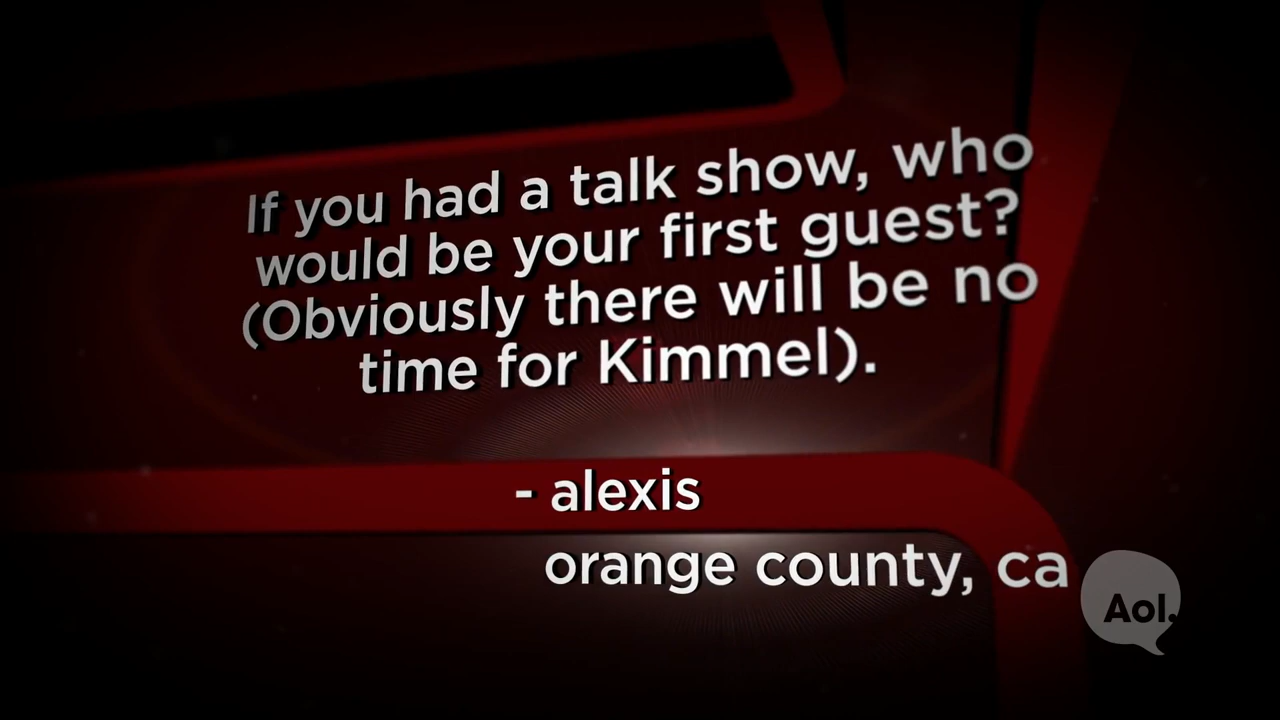 If you had a talk show, who
would be your first guest?
(Obviously there will be no
time for Kimmel).
- alexis
orange county, ca
Aol.